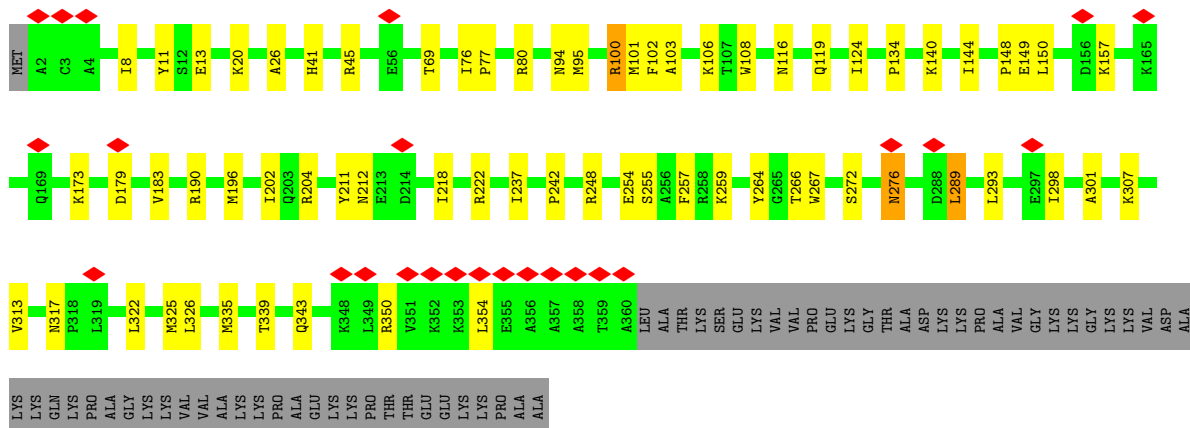 MET A2 C3 A4 I8 Y11 S12 E13 K20 A26 H41 R45 E56 T69 I76 P77 R80 N94 M95 R100 M101 F102 A103 K106 T107 W108 N116 Q119 I124 P134 K140 I144 P148 E149 L150 D156 K157 K165
Q169 K173 D179 V183 R190 M196 I202 Q203 R204 Y211 N212 E213 D214 I218 R222 I237 P242 R248 E254 S255 A256 F257 R258 K259 Y264 G265 T266 W267 S272 N276 D288 L289 L293 E297 I298 A301 K307
V313 N317 P318 L319 L322 M325 L326 M335 T339 Q343 K348 L349 R350 V351 K352 K353 L354 E355 A356 A357 A358 T359 A360 LEU ALA THR LYS SER GLU LYS VAL VAL PRO GLU LYS GLY THR ALA ASP LYS LYS PRO ALA VAL GLY LYS LYS GLY LYS LYS VAL ASP ALA
LYS LYS GLN LYS PRO ALA GLY LYS LYS VAL VAL ALA LYS LYS PRO ALA GLU LYS LYS PRO THR THR GLU GLU LYS LYS PRO ALA ALA